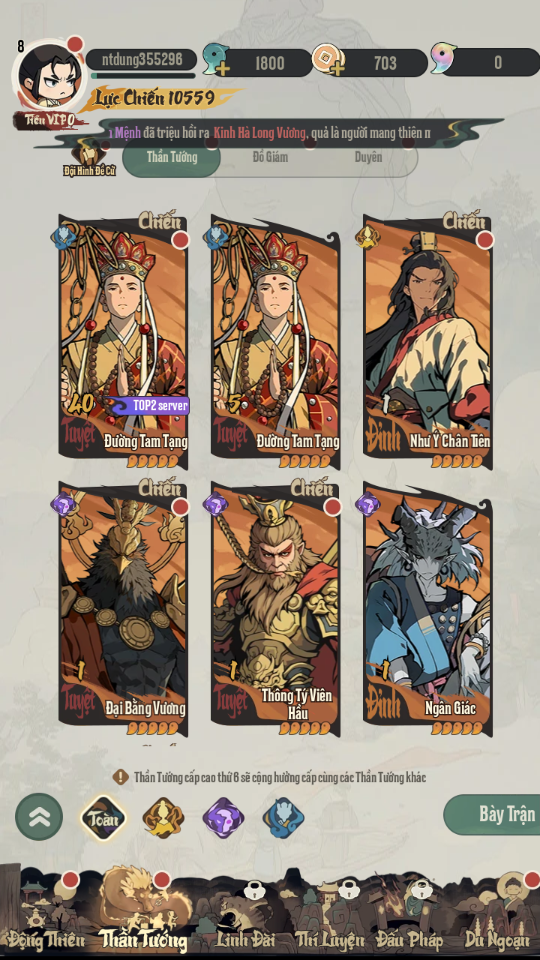 8
ntdung355296
1800
703
0
Lực Chiến 10559
Tiên VIP 0
1 Mệnh đã triệu hồi ra Kinh Hà Long Vương, quả là người mang thiên m
Đội Hình Đề Cử
Thần Tướng
Đồ Giám
Duyên
Chiến
Chiến
40
TOP2 server
5
1
Tuyệt
Đường Tam Tạng
Tuyệt
Đường Tam Tạng
Đỉnh
Như Ý Chân Tiên
Chiến
Chiến
1
1
1
Tuyệt
Đại Bằng Vương
Tuyệt
Thông Tý Viên Hầu
Đỉnh
Ngân Giác
Thần Tướng cấp cao thứ 6 sẽ cộng hưởng cấp cùng các Thần Tướng khác
Toàn
Bày Trận
Động Thiên
Thần Tướng
Linh Đài
Thí Luyện
Đấu Pháp
Du Ngoạn